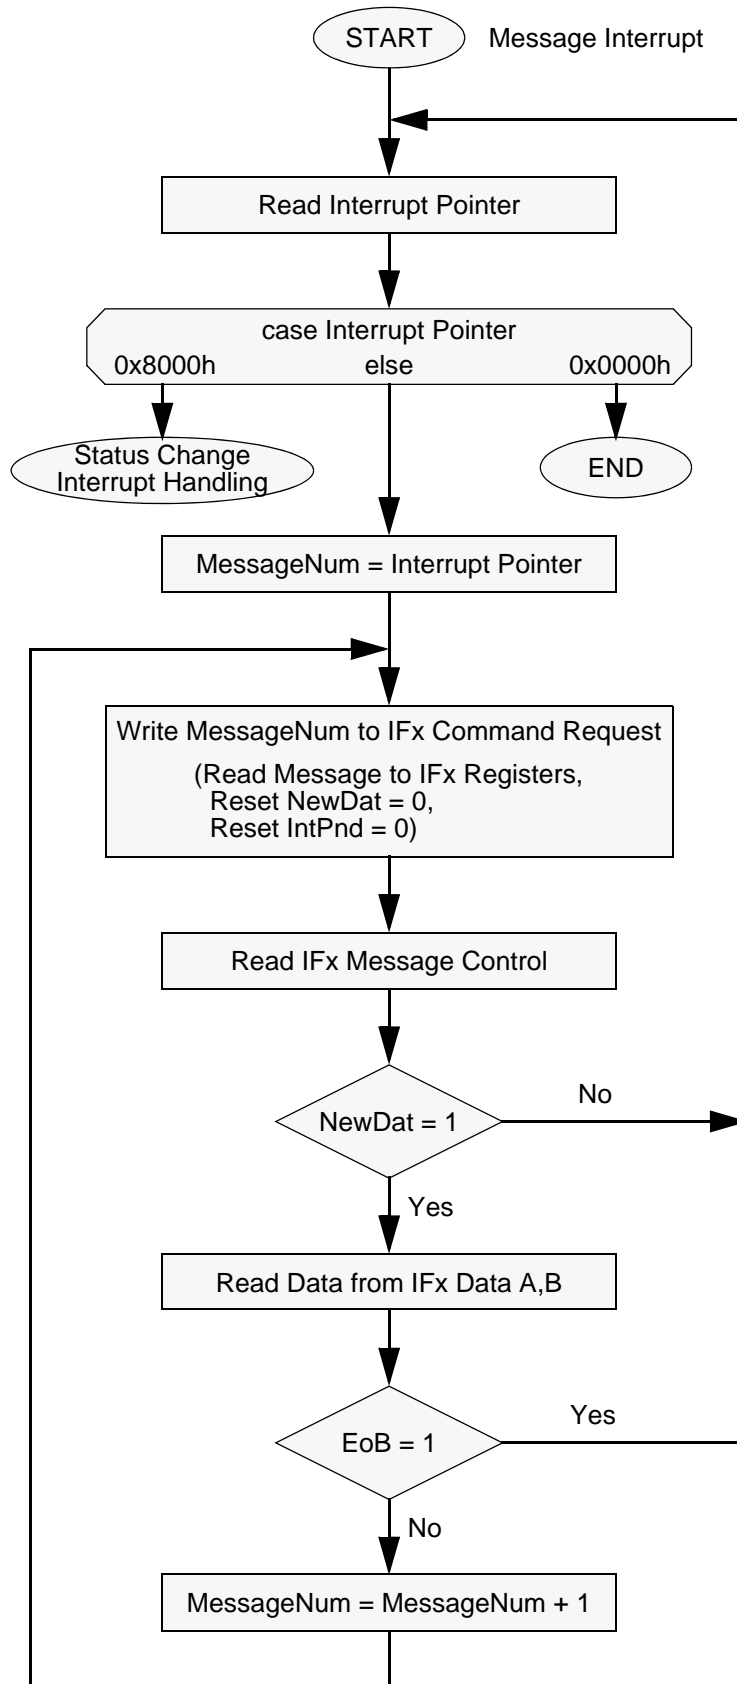 START
Message Interrupt
Read Interrupt Pointer
case Interrupt Pointer
0x8000h
else
0x0000h
Status Change
Interrupt Handling
END
MessageNum = Interrupt Pointer
Write MessageNum to IFx Command Request
(Read Message to IFx Registers,
Reset NewDat = 0,
Reset IntPnd = 0)
Read IFx Message Control
NewDat = 1
No
Yes
Read Data from IFx Data A,B
EoB = 1
Yes
No
MessageNum = MessageNum + 1